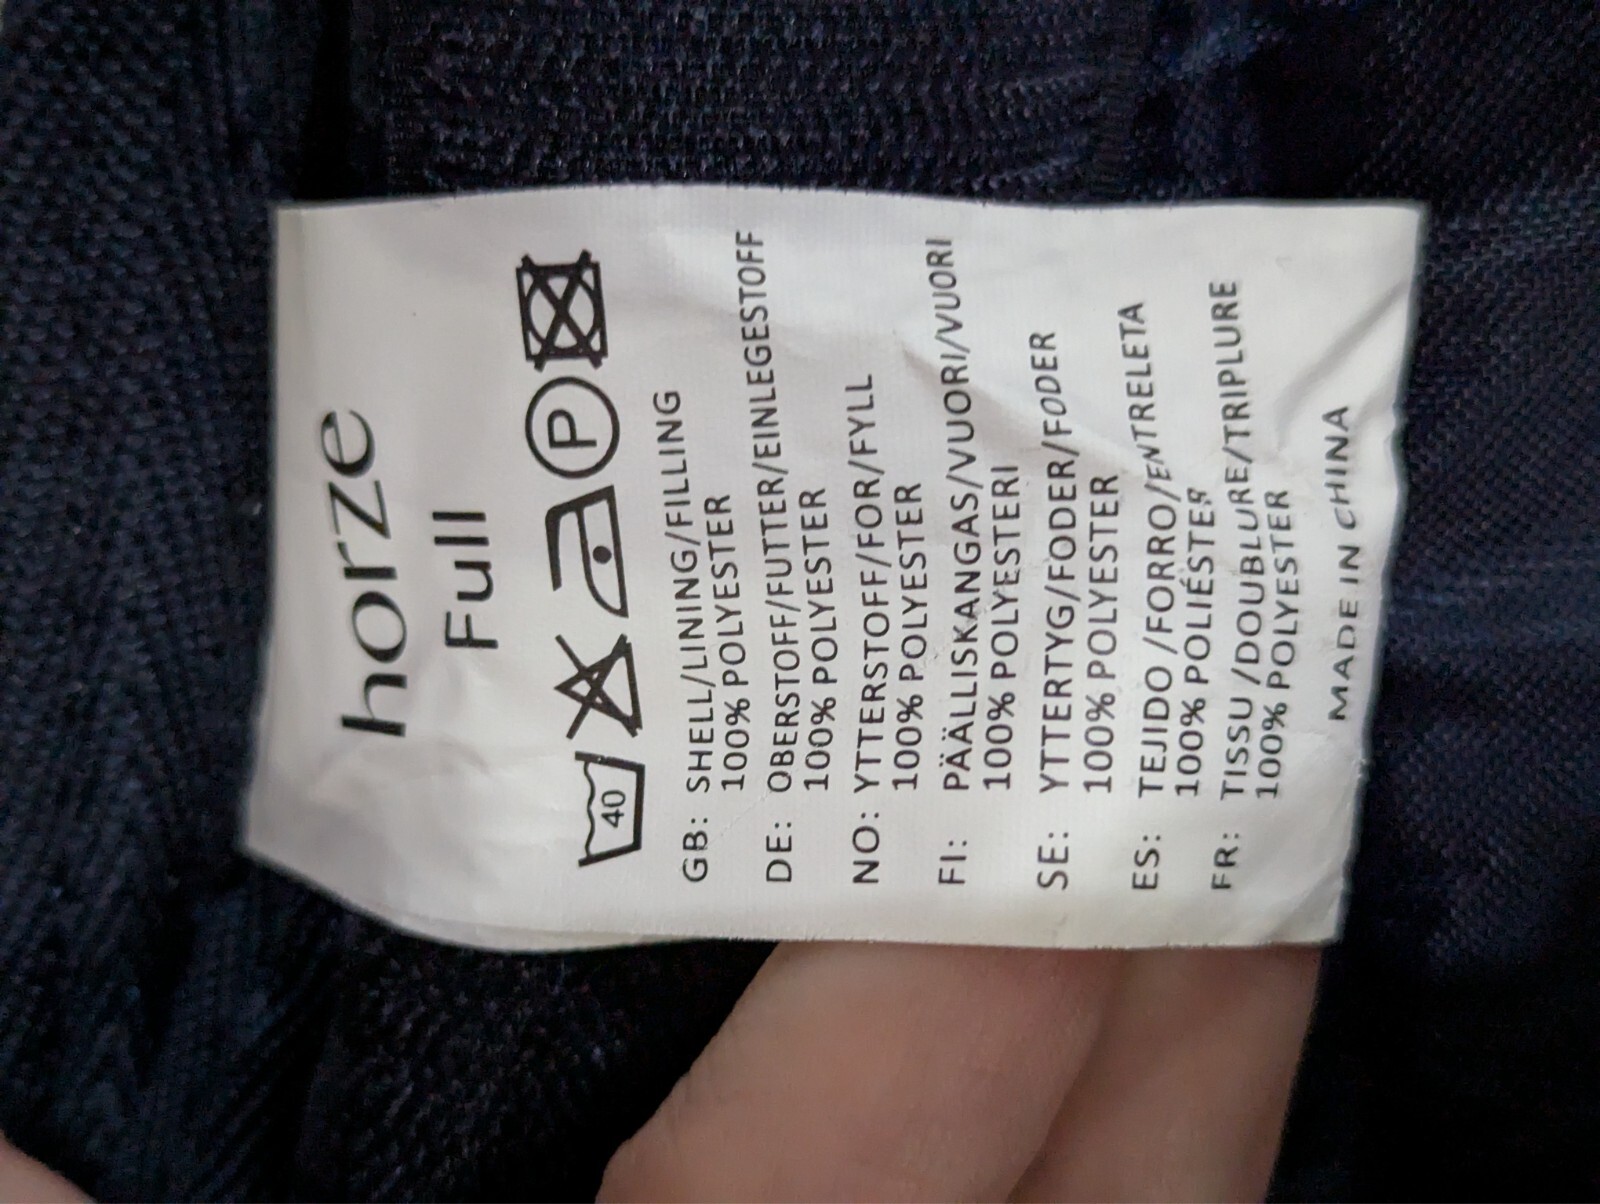 horze
Full
40
P
GB: SHELL/LINING/FILLING
100% POLYESTER
DE: OBERSTOFF/FUTTER/EINLEGESTOFF
100% POLYESTER
NO: YTTERSTOFF/FOR/FYLL
100% POLYESTER
FI: PÄÄLLISKANGAS/VUORI/VUORI
100% POLYESTERI
SE: YTTERTYG/FODER/FODER
100% POLYESTER
ES: TEJIDO /FORRO/ENTRELETA
100% POLIÉSTER
FR: TISSU /DOUBLURE/TRIPLURE
100% POLYESTER
MADE IN CHINA